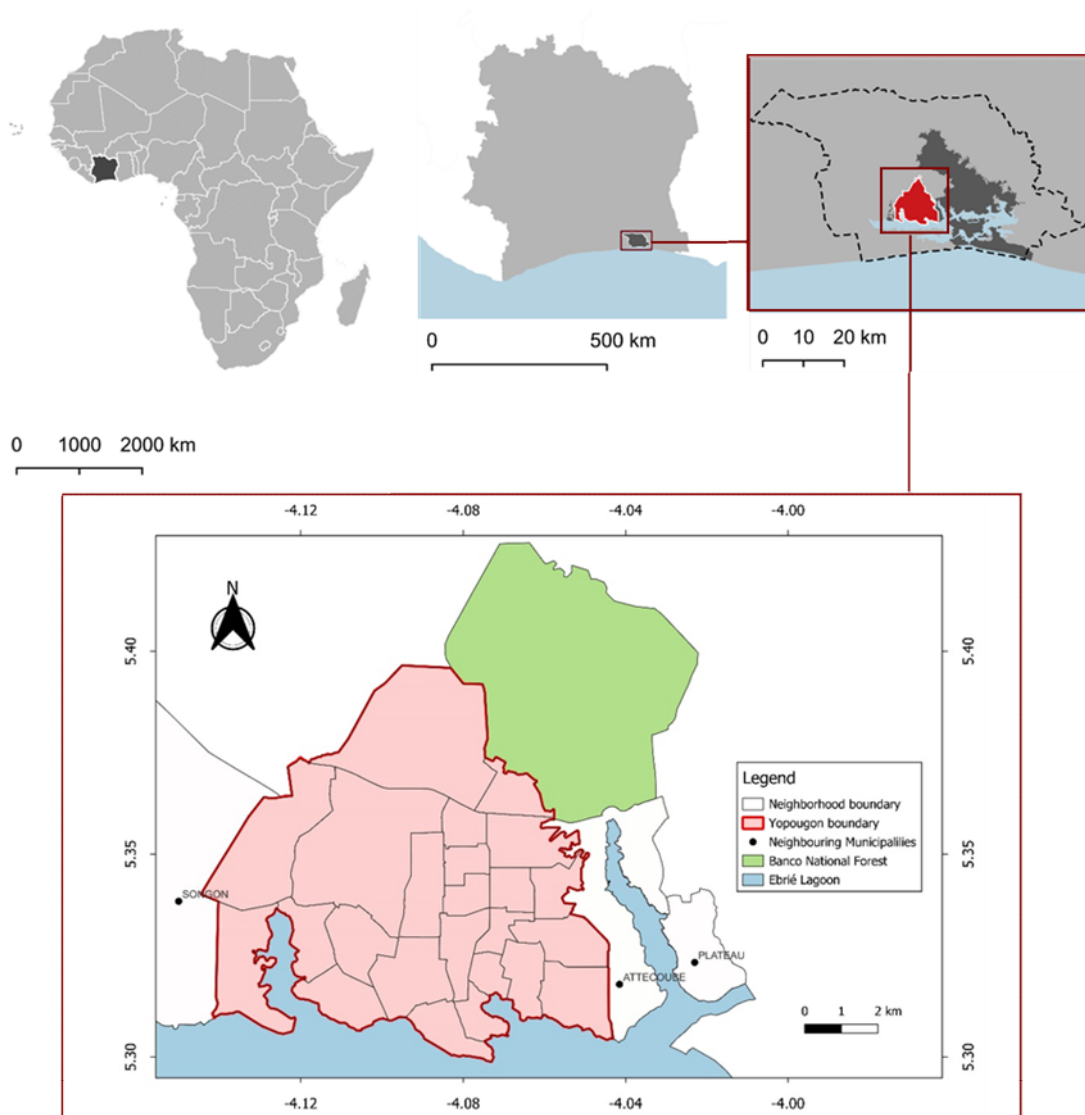 0 500 km
0 10 20 km
0 1000 2000 km
-4.12 -4.08 -4.04 -4.00
N
5.40 5.40
Legend
Neighborhood boundary
Yopougon boundary
Neighbouring Municipalilies
Banco National Forest
Ebrié Lagoon
5.35 5.35
SONGON
PLATEAU
ATTECOUBE
0 1 2 km
5.30 5.30
-4.12 -4.08 -4.04 -4.00